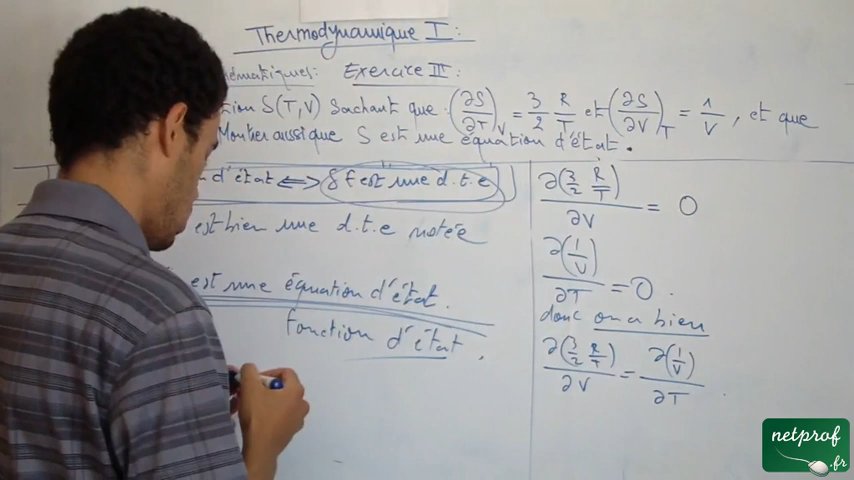 Thermodynamique I:
ématiques: Exercice III:
tion S(T,V) Sachant que: (∂S/∂T)V = 3/2 R/T et (∂S/∂V)T = 1/V, et que
Montrer aussi que S est une équation d'état.
n d'état <=> δf est une d.t.e
est bien une d.t.e notée
est une équation d'état.
fonction d'état.
∂(3/2 R/T)/∂V = 0
∂(1/V)/∂T = 0.
donc on a bien
∂(3/2 R/T)/∂V = ∂(1/V)/∂T.
netprof
.fr